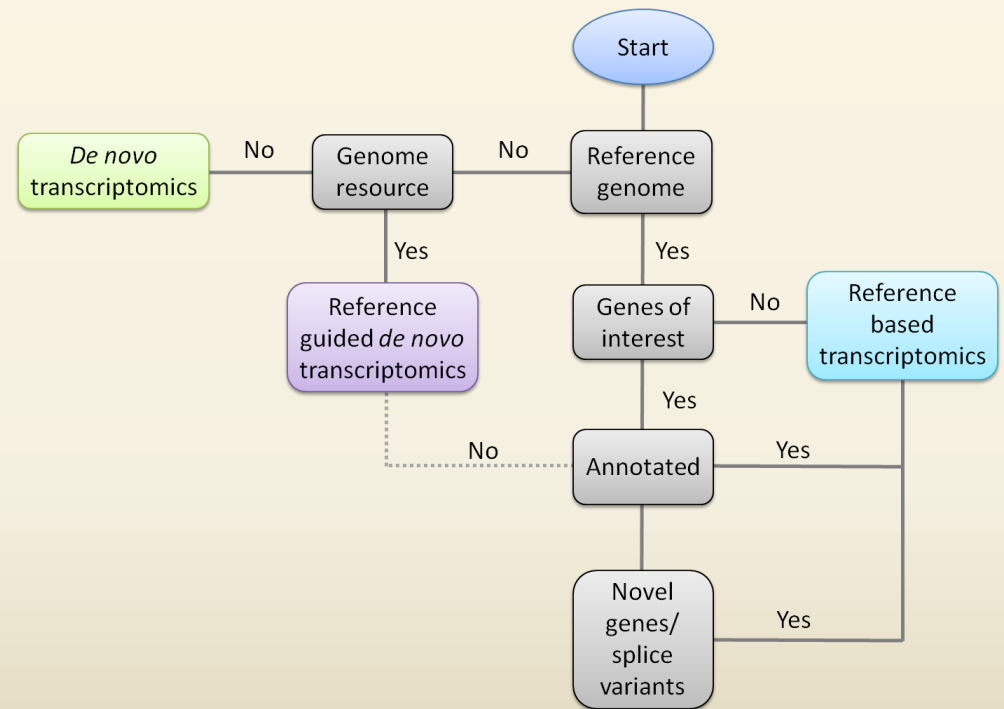 Start
De novo
transcriptomics
No
Genome
resource
No
Reference
genome
Yes
Yes
Reference
guided de novo
transcriptomics
Genes of
interest
No
Reference
based
transcriptomics
Yes
No
Annotated
Yes
Novel
genes/
splice
variants
Yes